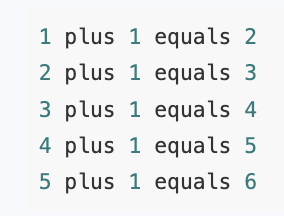 1 plus 1 equals 2
2 plus 1 equals 3
3 plus 1 equals 4
4 plus 1 equals 5
5 plus 1 equals 6